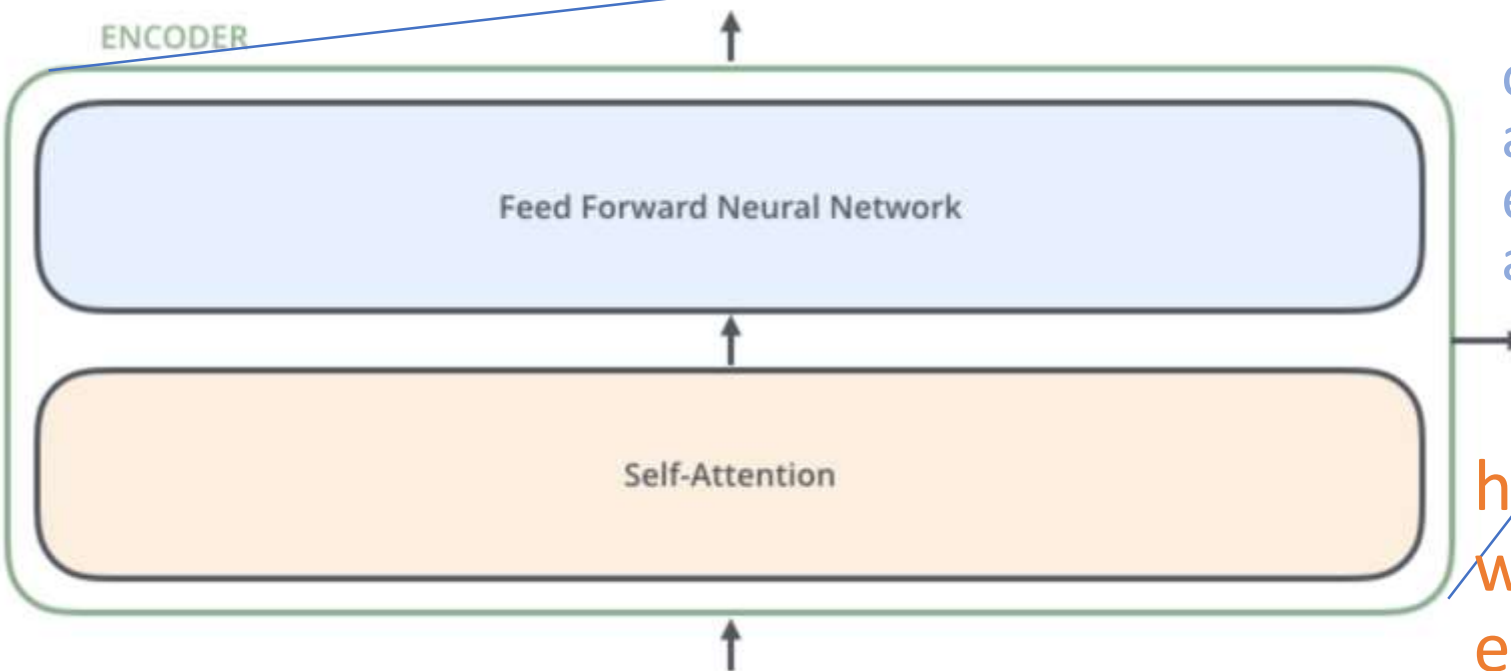 ENCODER
Feed Forward Neural Network
Self-Attention
h
w
e